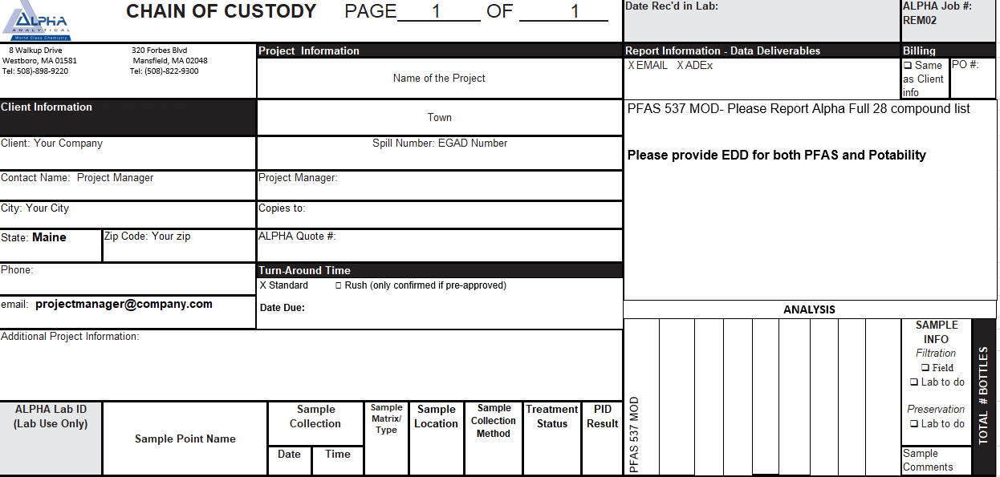 ALPHA
ANALYTICAL
World Class Chemistry
CHAIN OF CUSTODY PAGE 1 OF 1
Date Rec'd in Lab:
ALPHA Job #:
REM02
8 Walkup Drive
Westboro, MA 01581
Tel: 508)-898-9220
320 Forbes Blvd
Mansfield, MA 02048
Tel: (508)-822-9300
Project Information
Name of the Project
Town
Spill Number: EGAD Number
Project Manager:
Copies to:
ALPHA Quote #:
Report Information - Data Deliverables
X EMAIL X ADEx
Billing
❑ Same
as Client
info
PO #:
Client Information
Client: Your Company
Contact Name: Project Manager
City: Your City
State: Maine
Zip Code: Your zip
Phone:
email: projectmanager@company.com
Turn-Around Time
X Standard □ Rush (only confirmed if pre-approved)
Date Due:
PFAS 537 MOD- Please Report Alpha Full 28 compound list
Please provide EDD for both PFAS and Potability
Additional Project Information:
ANALYSIS
ALPHA Lab ID
(Lab Use Only)
Sample Point Name
Sample
Collection
Date
Time
Sample
Matrix/
Type
Sample
Location
Sample
Collection
Method
Treatment
Status
PID
Result
PFAS 537 MOD
SAMPLE
INFO
Filtration
❑ Field
❑ Lab to do
Preservation
❑ Lab to do
Sample
Comments
TOTAL # BOTTLES